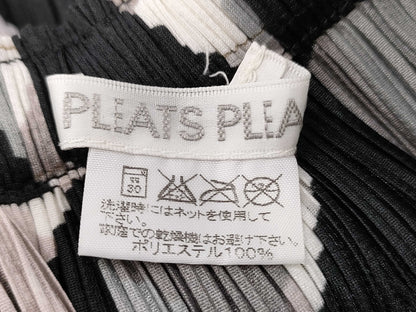 PLEATS PLEA
弱
30
洗濯時にはネットを使用して
下さい。
家庭での乾燥機はお避け下さい。
ポリエステル100%